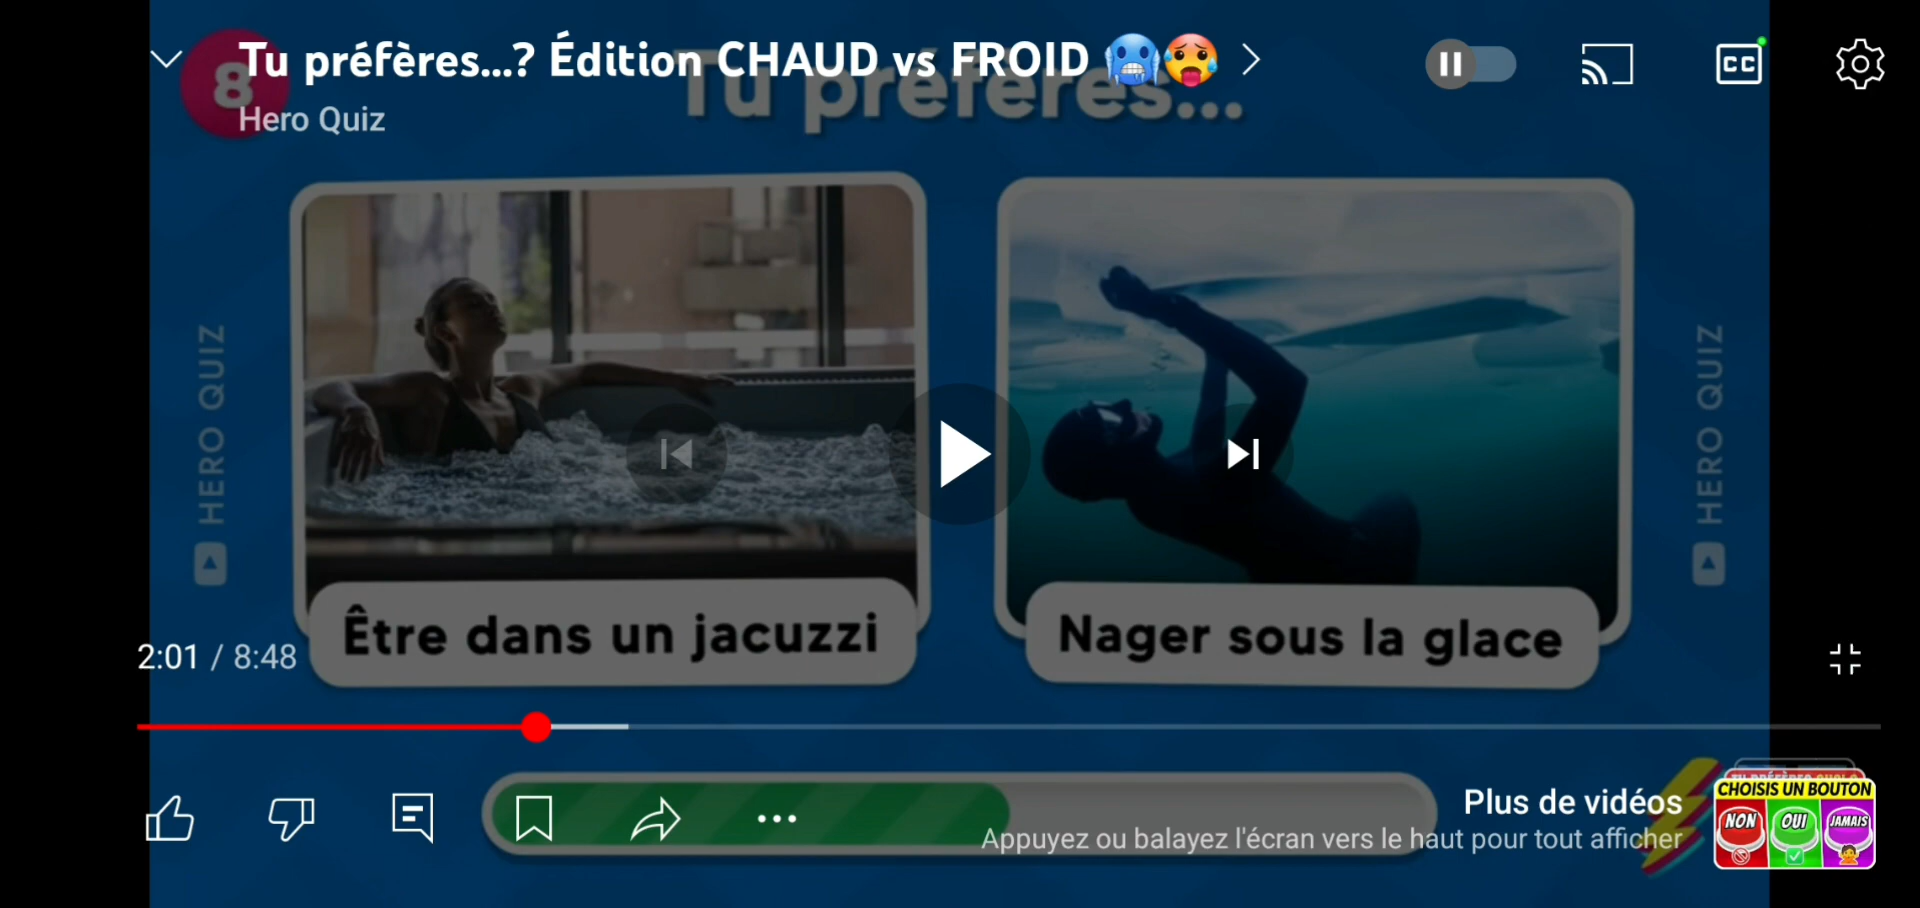 8
Tu préfères...? Édition CHAUD vs FROID 🥶🥵
Hero Quiz
Tu préfères...
CC
HERO QUIZ
HERO QUIZ
Être dans un jacuzzi
Nager sous la glace
2:01 / 8:48
Plus de vidéos
Appuyez ou balayez l'écran vers le haut pour tout afficher
CHOISIS UN BOUTON
NON
OUI
JAMAIS